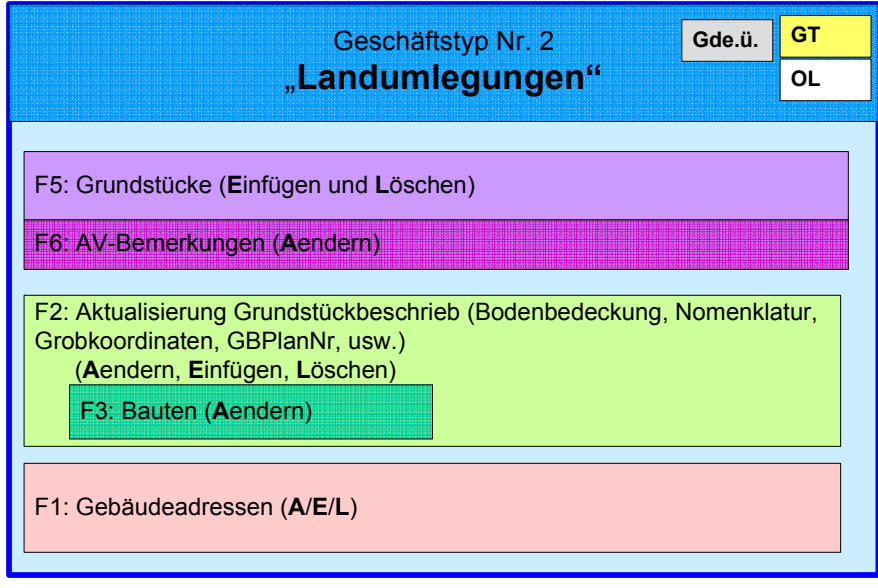 Geschäftstyp Nr. 2
„Landumlegungen“
Gde.ü.
GT
OL
F5: Grundstücke (Einfügen und Löschen)
F6: AV-Bemerkungen (Aendern)
F2: Aktualisierung Grundstückbeschrieb (Bodenbedeckung, Nomenklatur,
Grobkoordinaten, GBPlanNr, usw.)
(Aendern, Einfügen, Löschen)
F3: Bauten (Aendern)
F1: Gebäudeadressen (A/E/L)